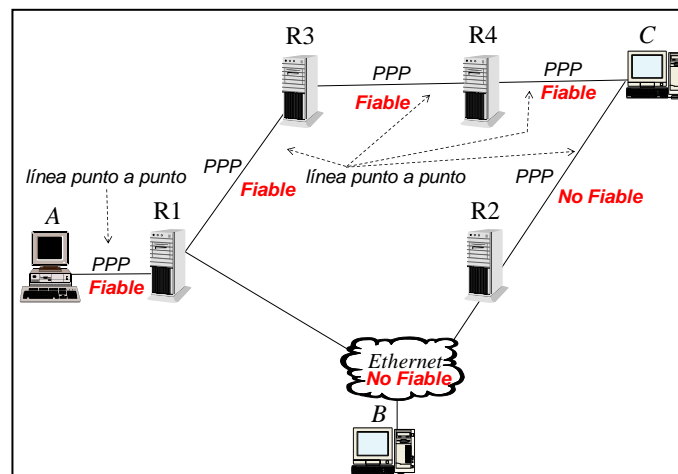 R3
R4
C
PPP
PPP
Fiable
Fiable
línea punto a punto
PPP
línea punto a punto
Fiable
PPP
No Fiable
A
R1
R2
PPP
Fiable
Ethernet
No Fiable
B